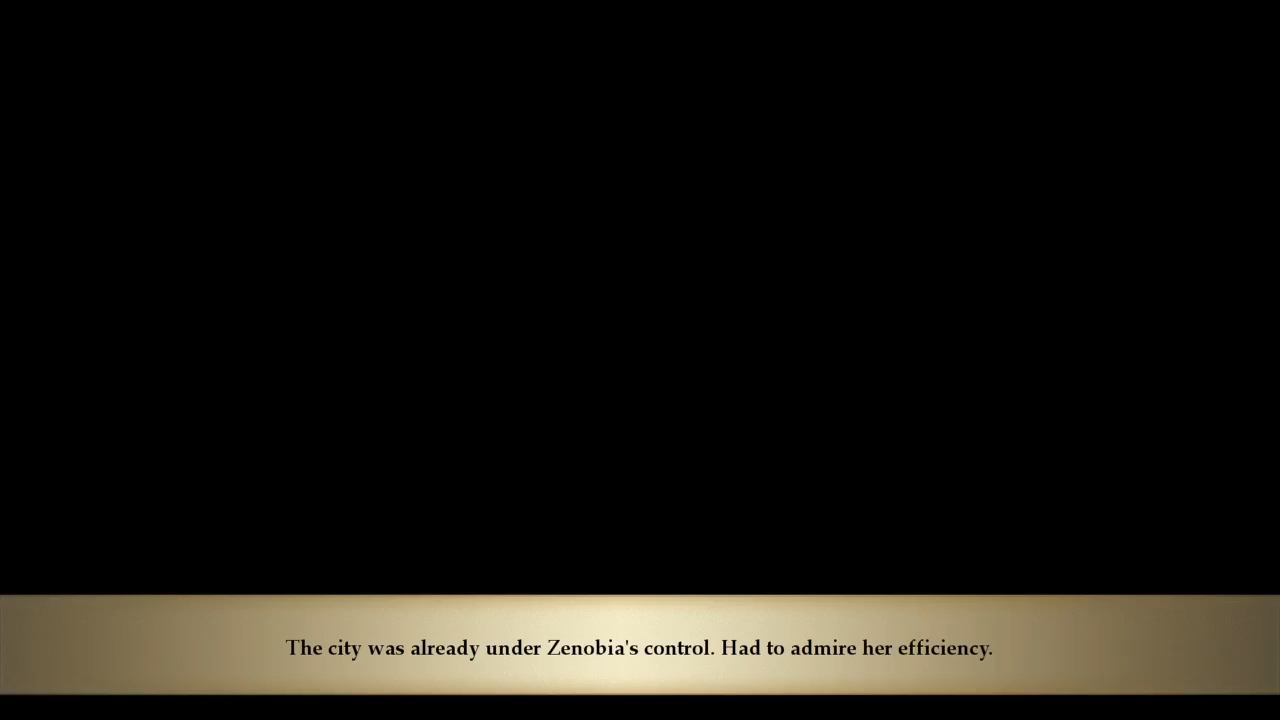 The city was already under Zenobia's control. Had to admire her efficiency.